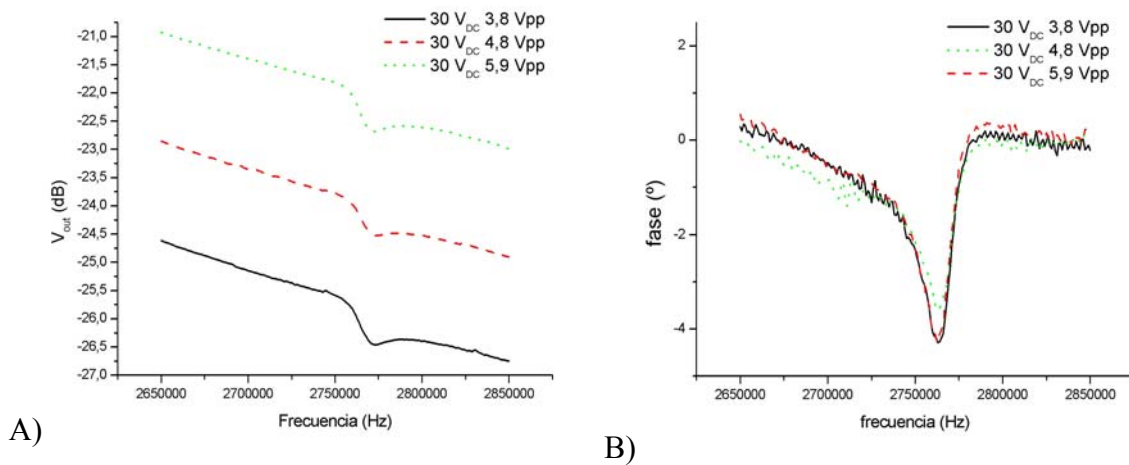 30 V_DC 3,8 Vpp
30 V_DC 4,8 Vpp
30 V_DC 5,9 Vpp
-21,0
-21,5
-22,0
-22,5
-23,0
-23,5
-24,0
-24,5
-25,0
-25,5
-26,0
-26,5
-27,0
V_out (dB)
2650000 2700000 2750000 2800000 2850000
Frecuencia (Hz)
A)
30 V_DC 3,8 Vpp
30 V_DC 4,8 Vpp
30 V_DC 5,9 Vpp
2
0
-2
-4
fase (º)
2650000 2700000 2750000 2800000 2850000
frecuencia (Hz)
B)